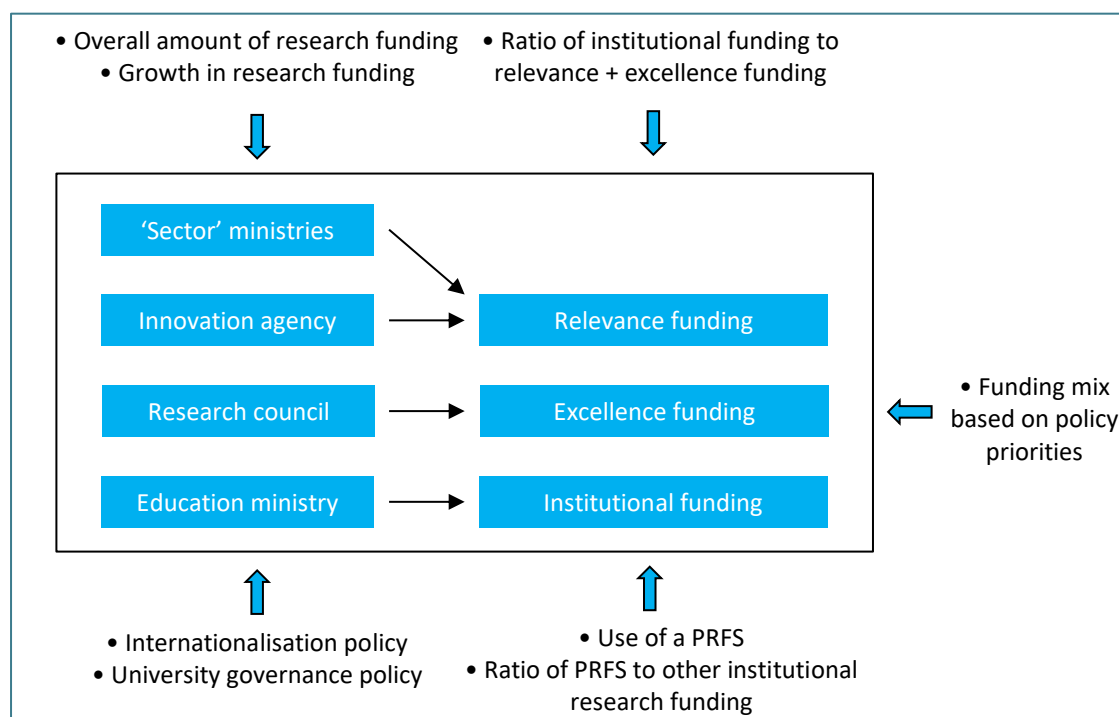 • Overall amount of research funding
• Growth in research funding
• Ratio of institutional funding to
relevance + excellence funding
‘Sector’ ministries
Innovation agency
Relevance funding
Research council
Excellence funding
• Funding mix
based on policy
priorities
Education ministry
Institutional funding
• Internationalisation policy
• University governance policy
• Use of a PRFS
• Ratio of PRFS to other institutional
research funding